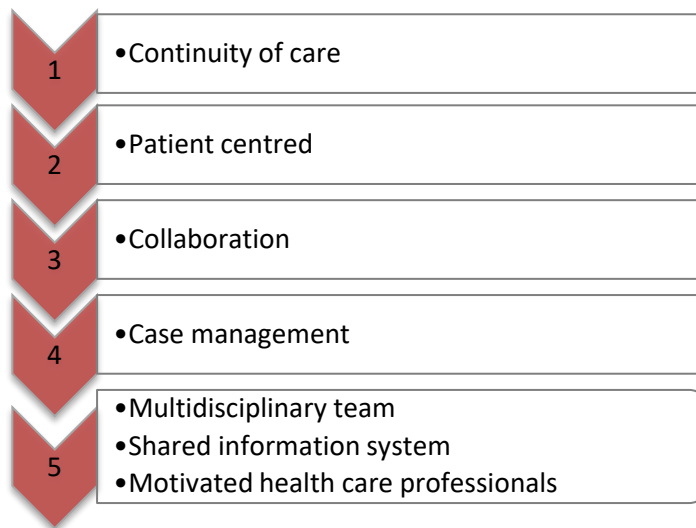 1
•Continuity of care
2
•Patient centred
3
•Collaboration
4
•Case management
5
•Multidisciplinary team
•Shared information system
•Motivated health care professionals